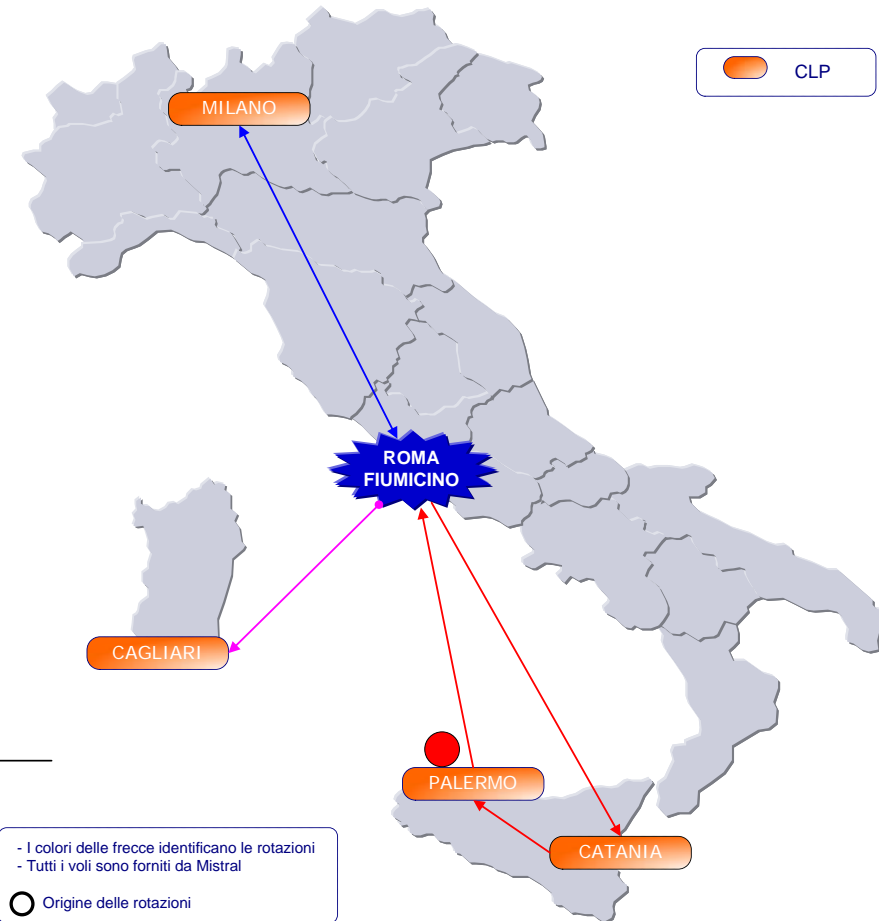 CLP
MILANO
ROMA
FIUMICINO
CAGLIARI
PALERMO
CATANIA
- I colori delle frecce identificano le rotazioni
- Tutti i voli sono forniti da Mistral
Origine delle rotazioni